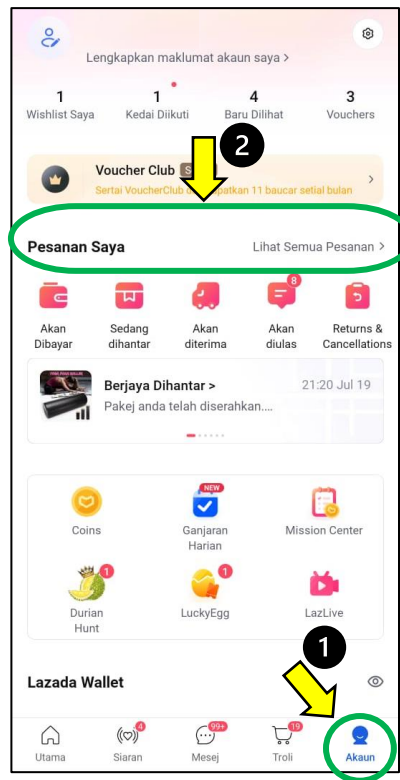 Lengkapkan maklumat akaun saya >
1 1 4 3
Wishlist Saya Kedai Diikuti Baru Dilihat Vouchers
2
Voucher Club
Sertai VoucherClub patkan 11 baucar setial bulan
Pesanan Saya Lihat Semua Pesanan >
8
Akan Sedang Akan Akan Returns &
Dibayar dihantar diterima diulas Cancellations
Berjaya Dihantar > 21:20 Jul 19
Pakej anda telah diserahkan....
NEW
Coins Ganjaran Mission Center
Harian
1 1
Durian LuckyEgg LazLive
Hunt
1
Lazada Wallet
4 99+ 19
Utama Siaran Mesej Troli Akaun